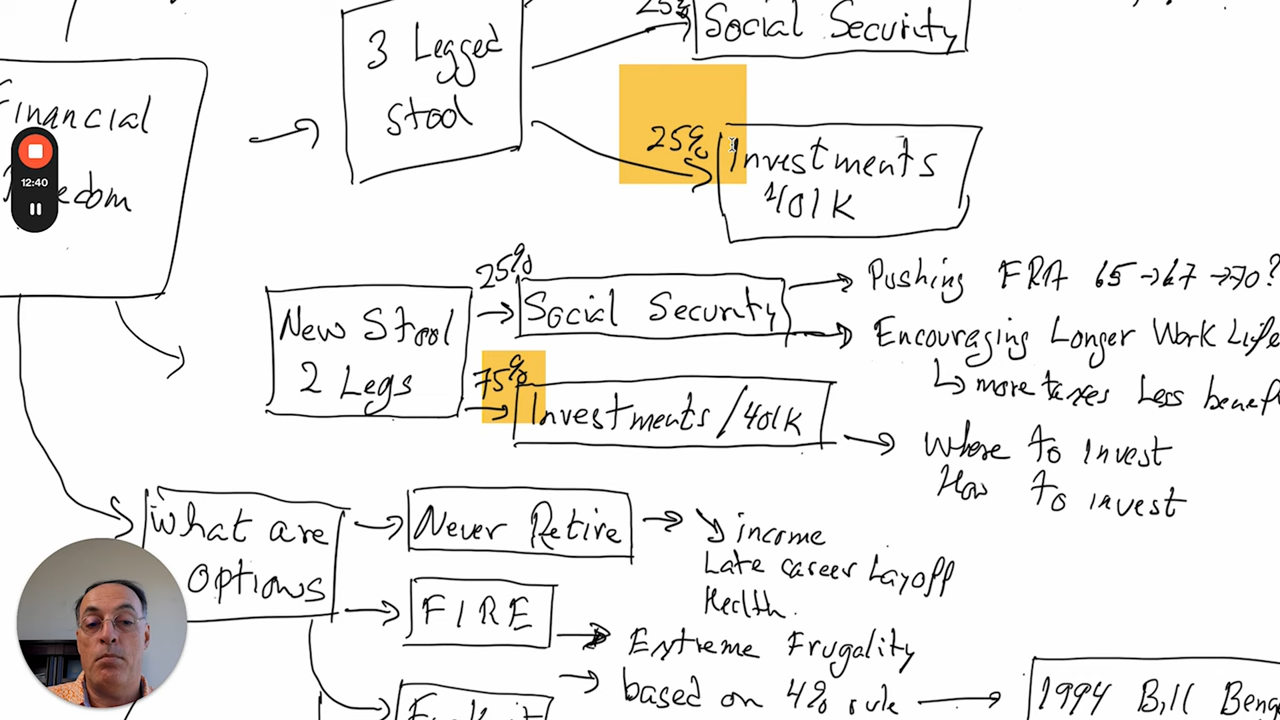 25%
Social Security
3 Legged
Stool
Financial
Freedom
12:40
25%
Investments
401K
25%
New Stool
2 Legs
Social Security
Pushing FRA 65→67→70?
Encouraging Longer Work Life
↳ more taxes Less benef
75%
Investments/401K
Where To invest
How To invest
What are
options
Never Retire
↘ income
Late career Layoff
Health.
FIRE
Extreme Frugality
based on 4% rule
1994 Bill Beng